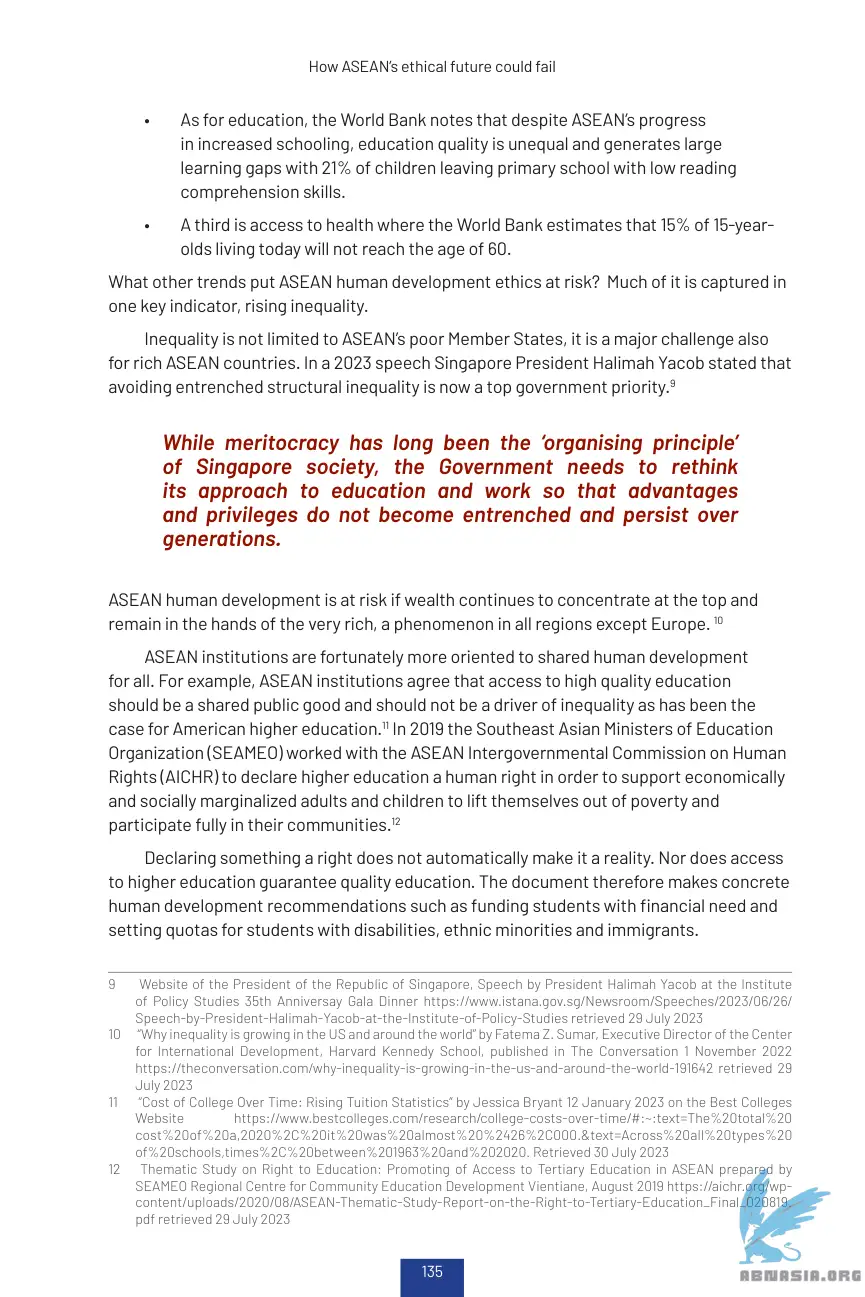 How ASEAN's ethical future could fail
• As for education, the World Bank notes that despite ASEAN's progress
in increased schooling, education quality is unequal and generates large
learning gaps with 21% of children leaving primary school with low reading
comprehension skills.
• A third is access to health where the World Bank estimates that 15% of 15-year-
olds living today will not reach the age of 60.
What other trends put ASEAN human development ethics at risk? Much of it is captured in
one key indicator, rising inequality.
Inequality is not limited to ASEAN's poor Member States, it is a major challenge also
for rich ASEAN countries. In a 2023 speech Singapore President Halimah Yacob stated that
avoiding entrenched structural inequality is now a top government priority.9
While meritocracy has long been the 'organising principle'
of Singapore society, the Government needs to rethink
its approach to education and work so that advantages
and privileges do not become entrenched and persist over
generations.
ASEAN human development is at risk if wealth continues to concentrate at the top and
remain in the hands of the very rich, a phenomenon in all regions except Europe. 10
ASEAN institutions are fortunately more oriented to shared human development
for all. For example, ASEAN institutions agree that access to high quality education
should be a shared public good and should not be a driver of inequality as has been the
case for American higher education.11 In 2019 the Southeast Asian Ministers of Education
Organization (SEAMEO) worked with the ASEAN Intergovernmental Commission on Human
Rights (AICHR) to declare higher education a human right in order to support economically
and socially marginalized adults and children to lift themselves out of poverty and
participate fully in their communities.12
Declaring something a right does not automatically make it a reality. Nor does access
to higher education guarantee quality education. The document therefore makes concrete
human development recommendations such as funding students with financial need and
setting quotas for students with disabilities, ethnic minorities and immigrants.
9 Website of the President of the Republic of Singapore, Speech by President Halimah Yacob at the Institute
of Policy Studies 35th Anniversay Gala Dinner https://www.istana.gov.sg/Newsroom/Speeches/2023/06/26/
Speech-by-President-Halimah-Yacob-at-the-Institute-of-Policy-Studies retrieved 29 July 2023
10 "Why inequality is growing in the US and around the world" by Fatema Z. Sumar, Executive Director of the Center
for International Development, Harvard Kennedy School, published in The Conversation 1 November 2022
https://theconversation.com/why-inequality-is-growing-in-the-us-and-around-the-world-191642 retrieved 29
July 2023
11 "Cost of College Over Time: Rising Tuition Statistics" by Jessica Bryant 12 January 2023 on the Best Colleges
Website https://www.bestcolleges.com/research/college-costs-over-time/#:~:text=The%20total%20
cost%20of%20a,2020%2C%20it%20was%20almost%20%2426%2C000.&text=Across%20all%20types%20
of%20schools,times%2C%20between%201963%20and%202020. Retrieved 30 July 2023
12 Thematic Study on Right to Education: Promoting of Access to Tertiary Education in ASEAN prepared by
SEAMEO Regional Centre for Community Education Development Vientiane, August 2019 https://aichr.org/wp-
content/uploads/2020/08/ASEAN-Thematic-Study-Report-on-the-Right-to-Tertiary-Education_Final_020819.
pdf retrieved 29 July 2023
135
ABNASIA.ORG